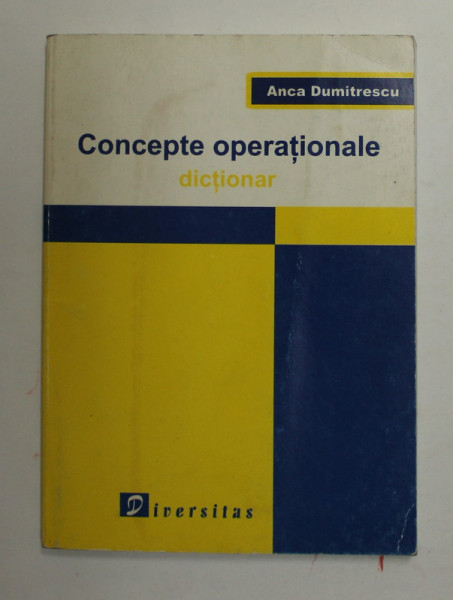 Anca Dumitrescu
Concepte operaționale
dicționar
Diversitas